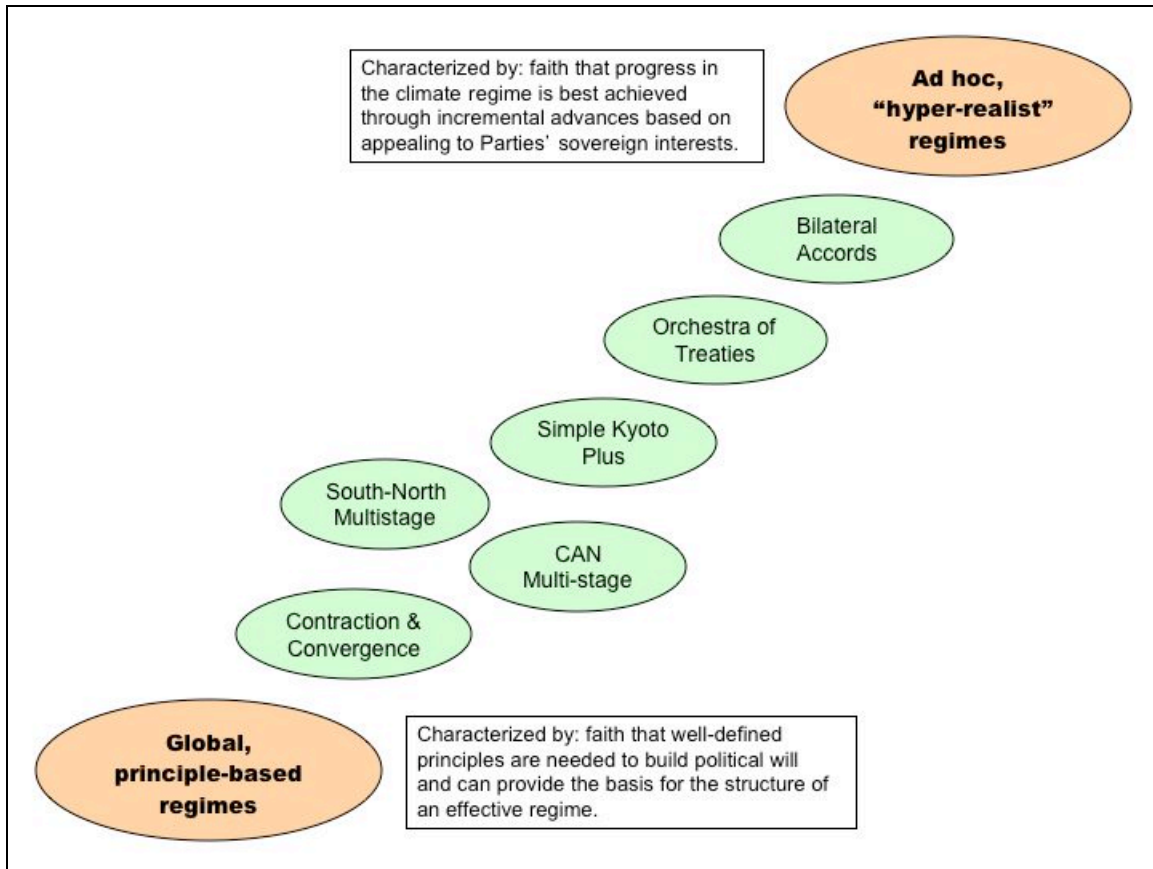 Characterized by: faith that progress in
the climate regime is best achieved
through incremental advances based on
appealing to Parties’ sovereign interests.
Ad hoc,
“hyper-realist”
regimes
Bilateral
Accords
Orchestra of
Treaties
Simple Kyoto
Plus
South-North
Multistage
CAN
Multi-stage
Contraction &
Convergence
Global,
principle-based
regimes
Characterized by: faith that well-defined
principles are needed to build political will
and can provide the basis for the structure of
an effective regime.